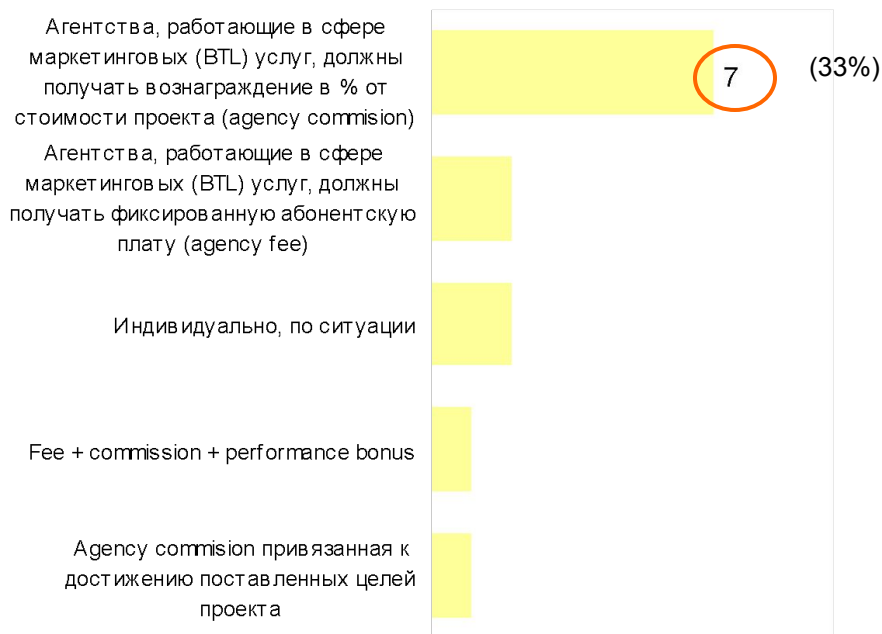 Агентства, работающие в сфере
маркетинговых (BTL) услуг, должны
получать вознаграждение в % от
стоимости проекта (agency commision)
7
(33%)
Агентства, работающие в сфере
маркетинговых (BTL) услуг, должны
получать фиксированную абонентскую
плату (agency fee)
Индивидуально, по ситуации
Fee + commission + performance bonus
Agency commision привязанная к
достижению поставленных целей
проекта